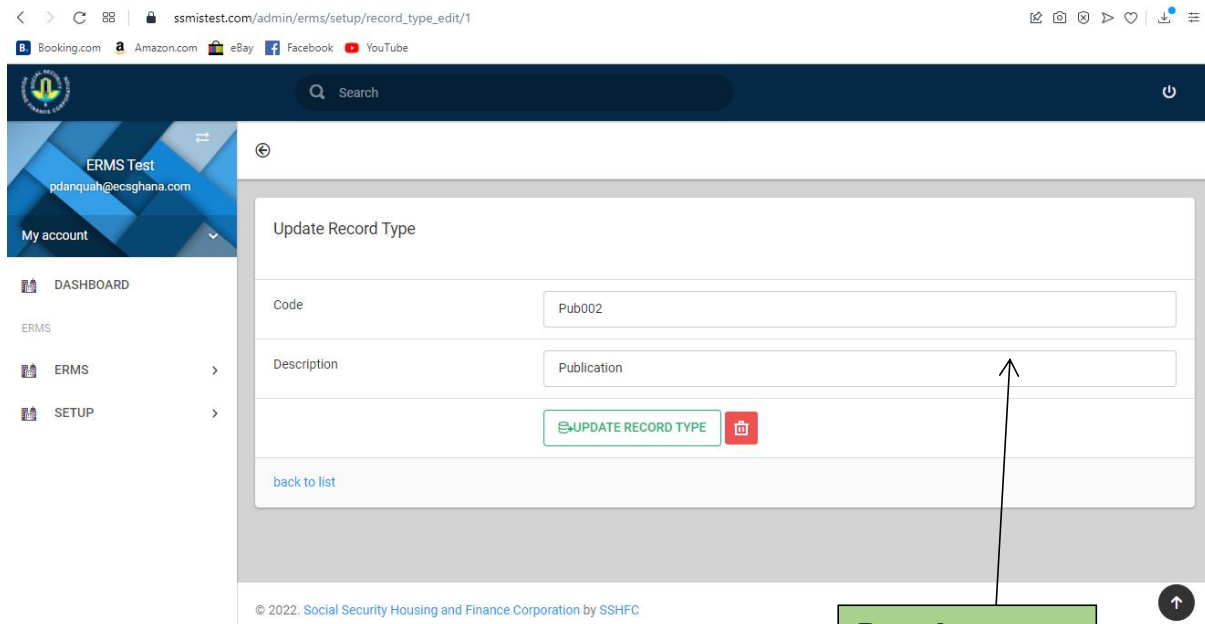 ssmistest.com/admin/erms/setup/record_type_edit/1
B. Booking.com a Amazon.com eBay Facebook YouTube
Search
ERMS Test
pdanquah@ecsghana.com
My account
DASHBOARD
ERMS
ERMS
SETUP
Update Record Type
Code Pub002
Description Publication
UPDATE RECORD TYPE
back to list
© 2022. Social Security Housing and Finance Corporation by SSHFC